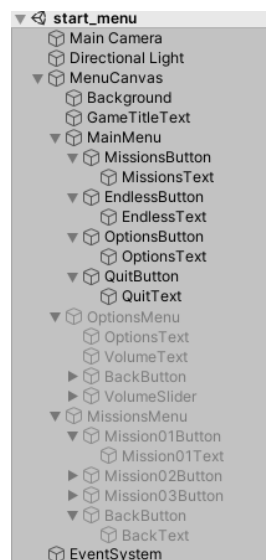 start_menu
Main Camera
Directional Light
MenuCanvas
Background
GameTitleText
MainMenu
MissionsButton
MissionsText
EndlessButton
EndlessText
OptionsButton
OptionsText
QuitButton
QuitText
OptionsMenu
OptionsText
VolumeText
BackButton
VolumeSlider
MissionsMenu
Mission01Button
Mission01Text
Mission02Button
Mission03Button
BackButton
BackText
EventSystem